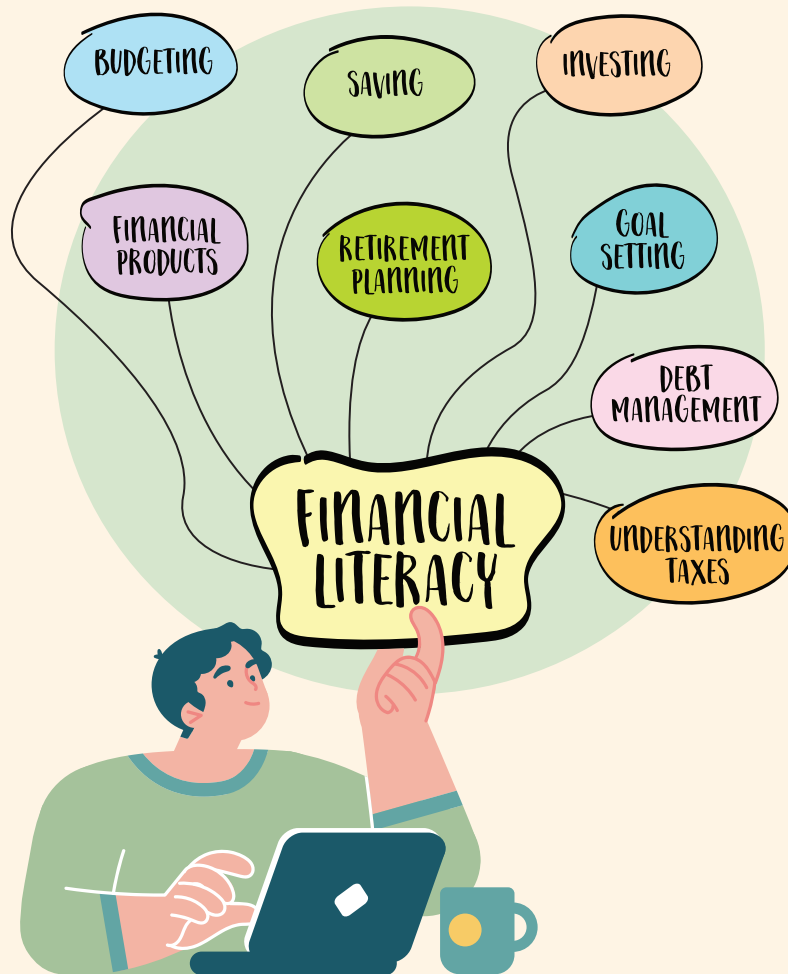 BUDGETING
SAVING
INVESTING
FINANCIAL
PRODUCTS
RETIREMENT
PLANNING
GOAL
SETTING
DEBT
MANAGEMENT
UNDERSTANDING
TAXES
FINANCIAL
LITERACY